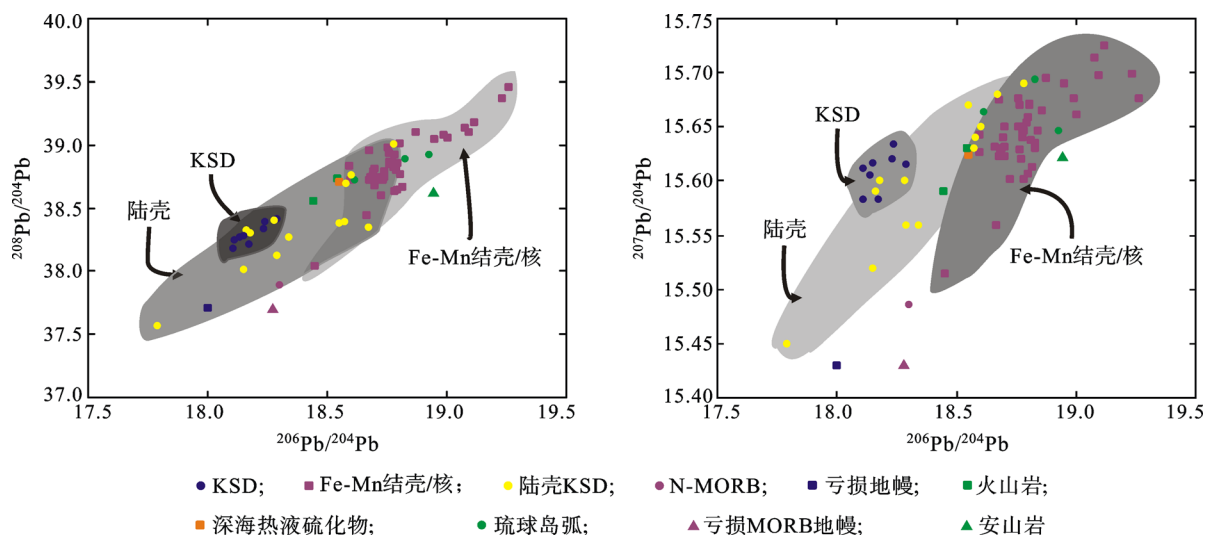 40.0
39.5
39.0
38.5
38.0
37.5
37.0
²⁰⁸Pb/²⁰⁴Pb
KSD
陆壳
Fe-Mn结壳/核
17.5 18.0 18.5 19.0 19.5
²⁰⁶Pb/²⁰⁴Pb
15.75
15.70
15.64
15.60
15.55
15.50
15.45
15.40
²⁰⁷Pb/²⁰⁴Pb
KSD
陆壳
Fe-Mn结壳/核
17.5 18.0 18.5 19.0 19.5
²⁰⁶Pb/²⁰⁴Pb
KSD; Fe-Mn结壳/核; 陆壳KSD; N-MORB; 亏损地幔; 火山岩
深海热液硫化物; 琉球岛弧; 亏损MORB地幔; 安山岩